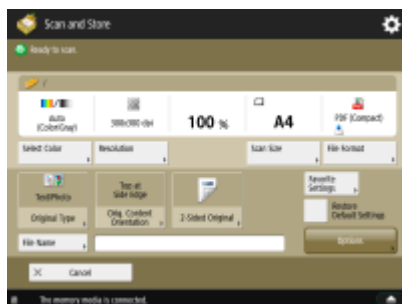 Scan and Store
Ready to scan.
/
Auto
(Color/Gray)
300x300 dpi
100 %
A4
PDF (Compact)
Select Color
Resolution
Scan Size
File Format
Text/Photo
Original Type
Top at
Side Edge
Orig. Content
Orientation
2-Sided Original
Favorite
Settings
Restore
Default Settings
File Name
Options
Cancel
The memory media is connected.